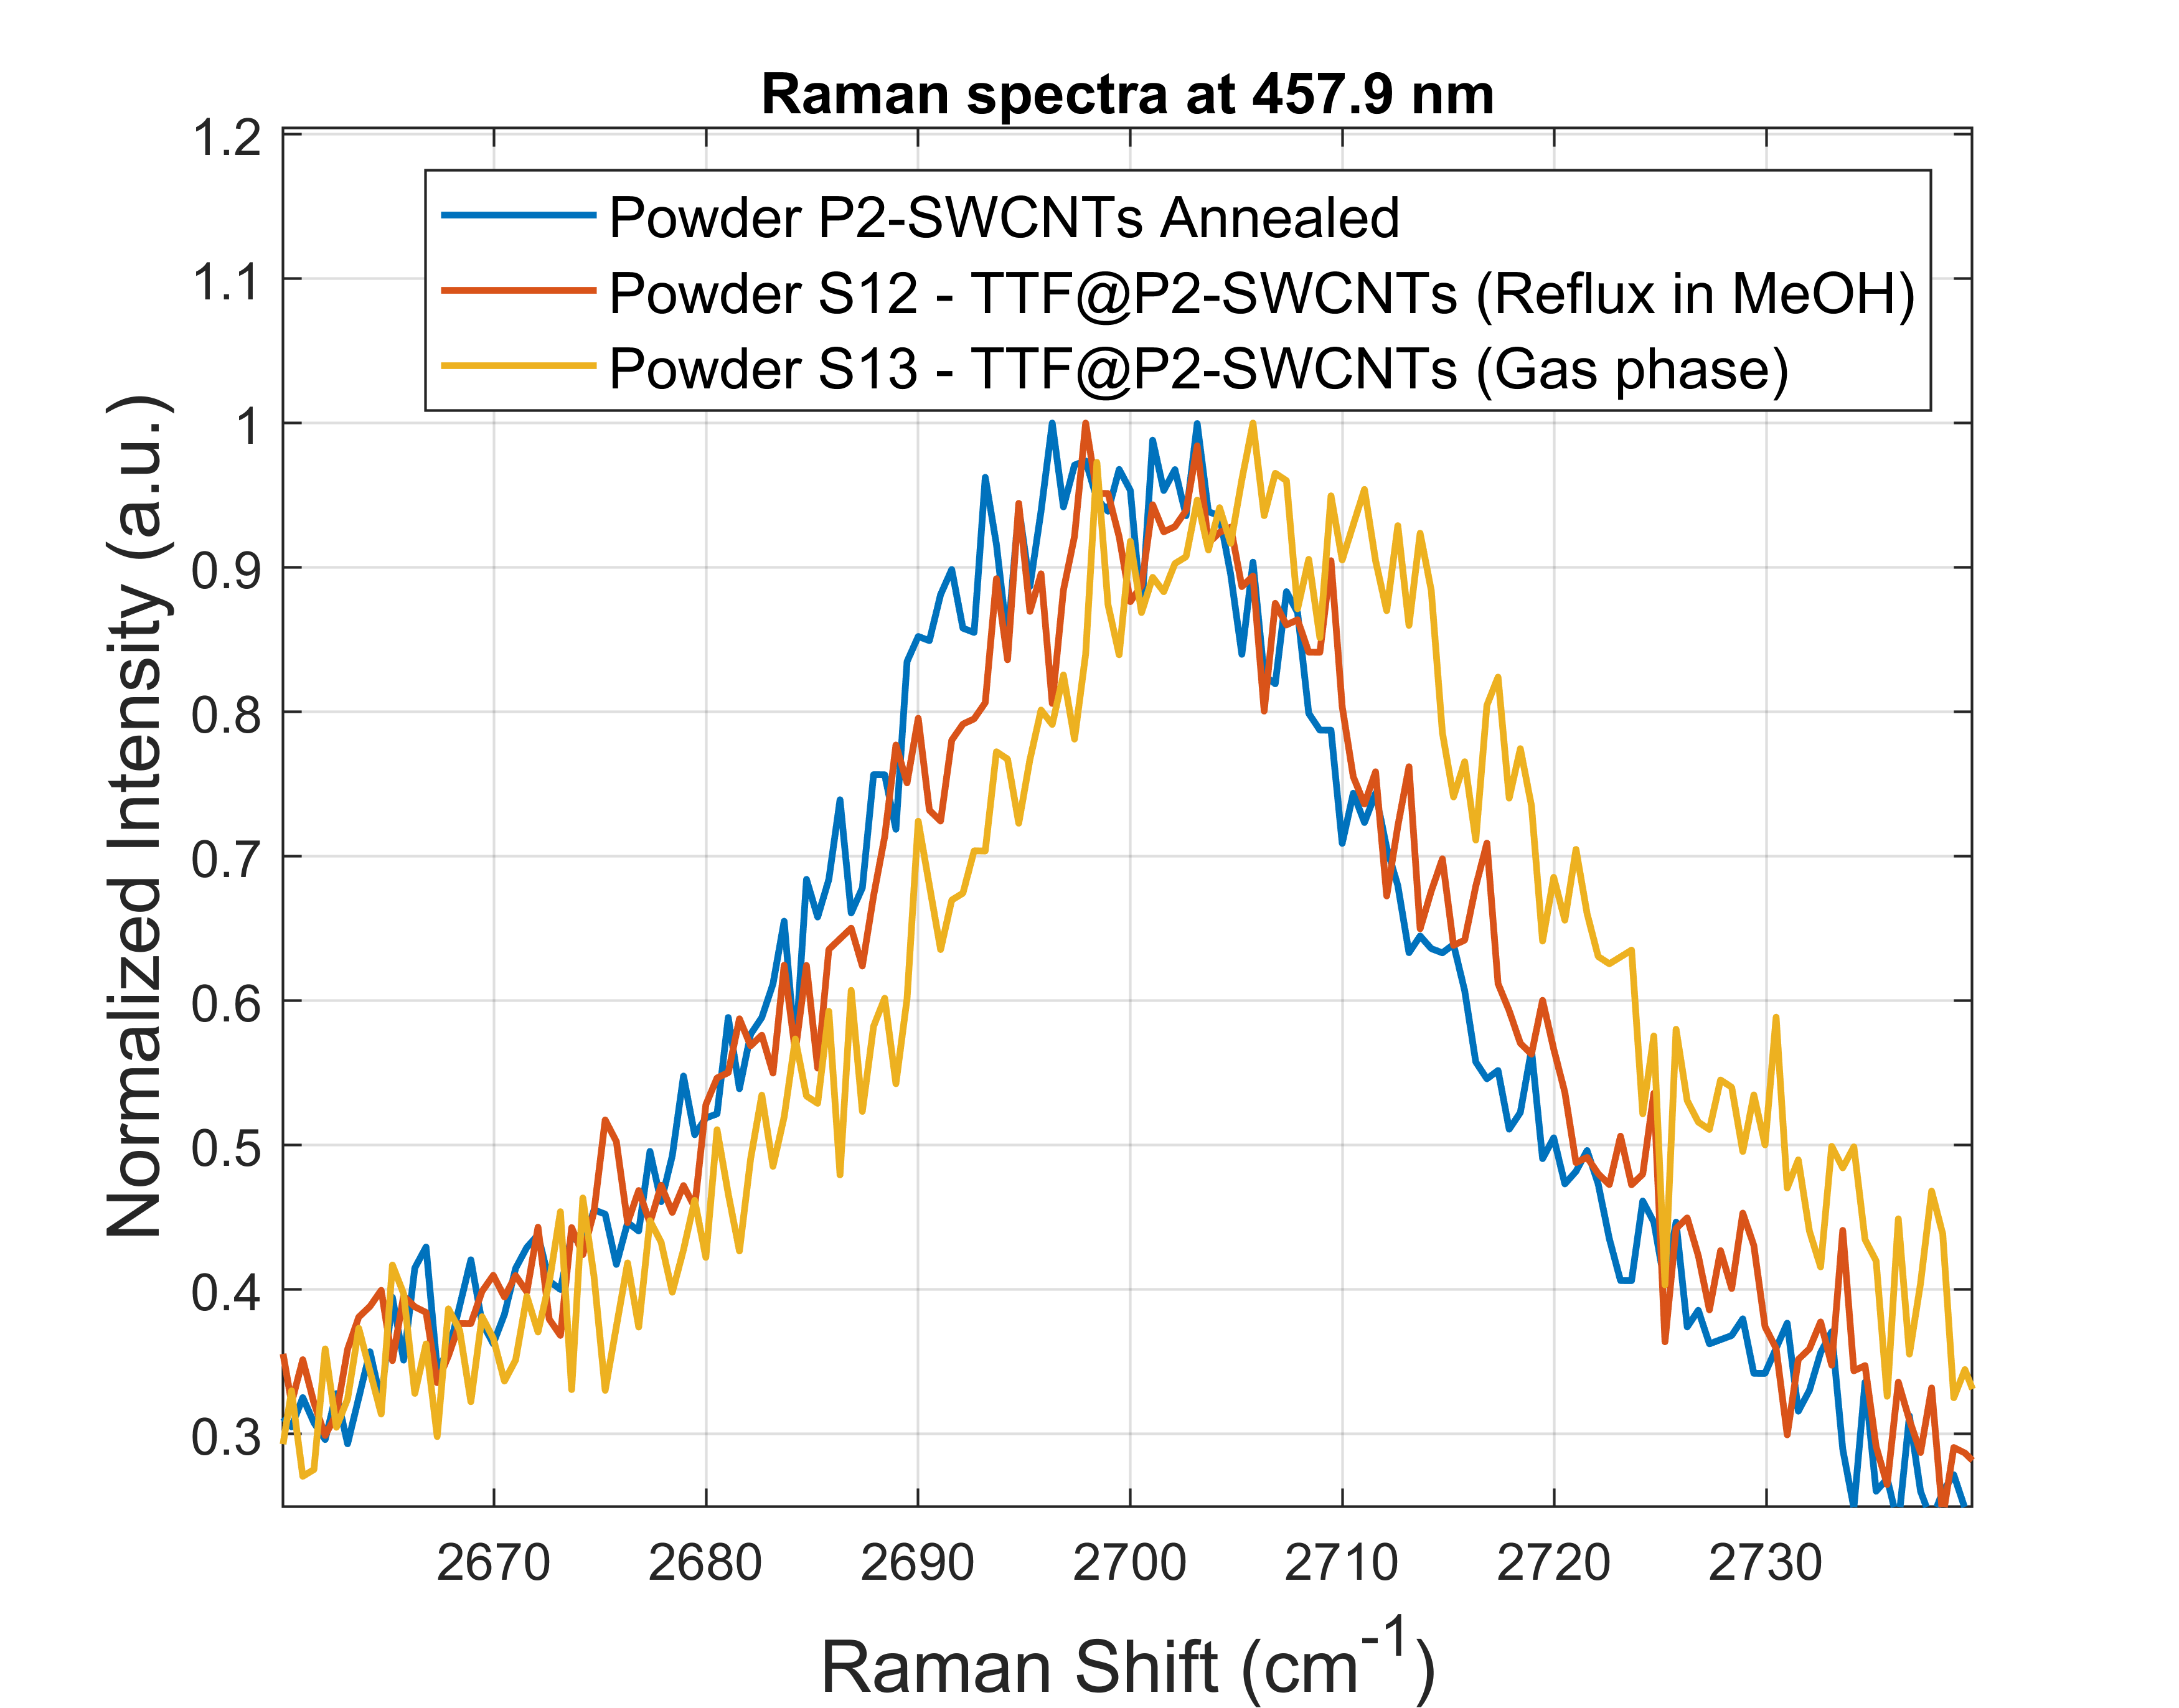 Raman spectra at 457.9 nm
Powder P2-SWCNTs Annealed
Powder S12 - TTF@P2-SWCNTs (Reflux in MeOH)
Powder S13 - TTF@P2-SWCNTs (Gas phase)
Normalized Intensity (a.u.)
1.2
1.1
1
0.9
0.8
0.7
0.6
0.5
0.4
0.3
2670 2680 2690 2700 2710 2720 2730
Raman Shift (cm⁻¹)